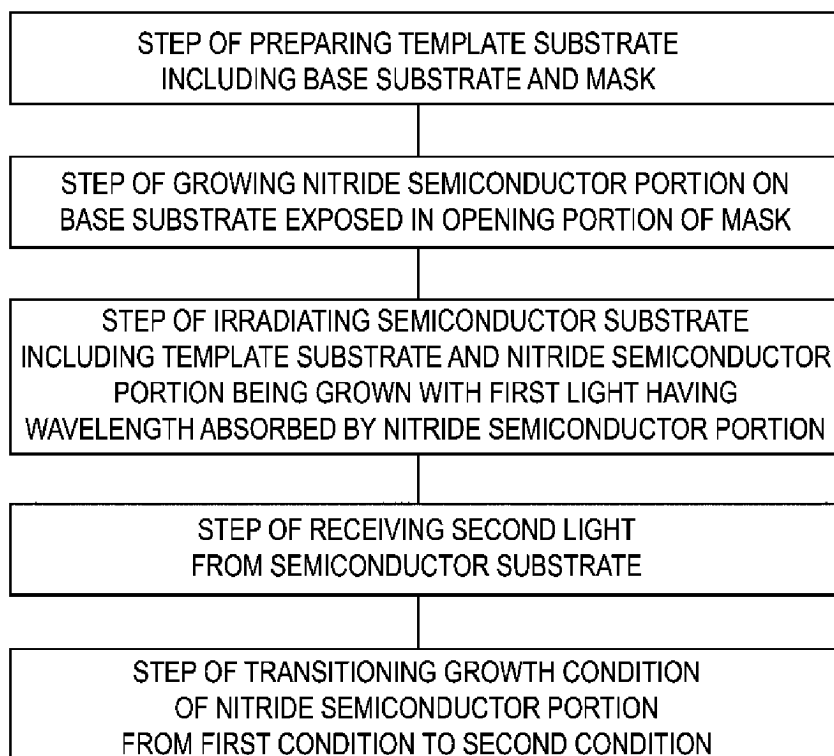 STEP OF PREPARING TEMPLATE SUBSTRATE
INCLUDING BASE SUBSTRATE AND MASK
STEP OF GROWING NITRIDE SEMICONDUCTOR PORTION ON
BASE SUBSTRATE EXPOSED IN OPENING PORTION OF MASK
STEP OF IRRADIATING SEMICONDUCTOR SUBSTRATE
INCLUDING TEMPLATE SUBSTRATE AND NITRIDE SEMICONDUCTOR
PORTION BEING GROWN WITH FIRST LIGHT HAVING
WAVELENGTH ABSORBED BY NITRIDE SEMICONDUCTOR PORTION
STEP OF RECEIVING SECOND LIGHT
FROM SEMICONDUCTOR SUBSTRATE
STEP OF TRANSITIONING GROWTH CONDITION
OF NITRIDE SEMICONDUCTOR PORTION
FROM FIRST CONDITION TO SECOND CONDITION